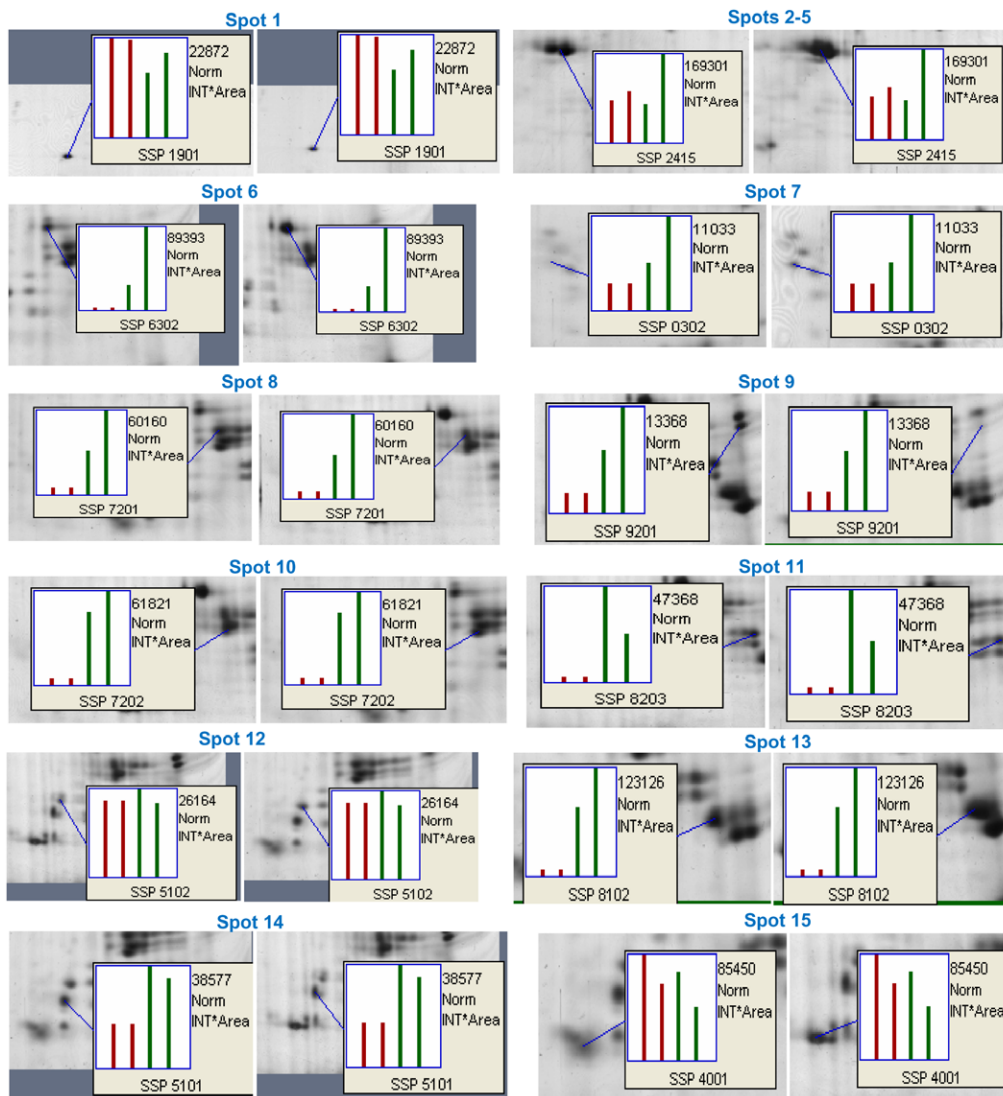 Spot 1
22872
Norm
INT*Area
SSP 1901
22872
Norm
INT*Area
SSP 1901
Spots 2-5
169301
Norm
INT*Area
SSP 2415
169301
Norm
INT*Area
SSP 2415
Spot 6
89393
Norm
INT*Area
SSP 6302
89393
Norm
INT*Area
SSP 6302
Spot 7
11033
Norm
INT*Area
SSP 0302
11033
Norm
INT*Area
SSP 0302
Spot 8
60160
Norm
INT*Area
SSP 7201
60160
Norm
INT*Area
SSP 7201
Spot 9
13368
Norm
INT*Area
SSP 9201
13368
Norm
INT*Area
SSP 9201
Spot 10
61821
Norm
INT*Area
SSP 7202
61821
Norm
INT*Area
SSP 7202
Spot 11
47368
Norm
INT*Area
SSP 8203
47368
Norm
INT*Area
SSP 8203
Spot 12
26164
Norm
INT*Area
SSP 5102
26164
Norm
INT*Area
SSP 5102
Spot 13
123126
Norm
INT*Area
SSP 8102
123126
Norm
INT*Area
SSP 8102
Spot 14
38577
Norm
INT*Area
SSP 5101
38577
Norm
INT*Area
SSP 5101
Spot 15
85450
Norm
INT*Area
SSP 4001
85450
Norm
INT*Area
SSP 4001